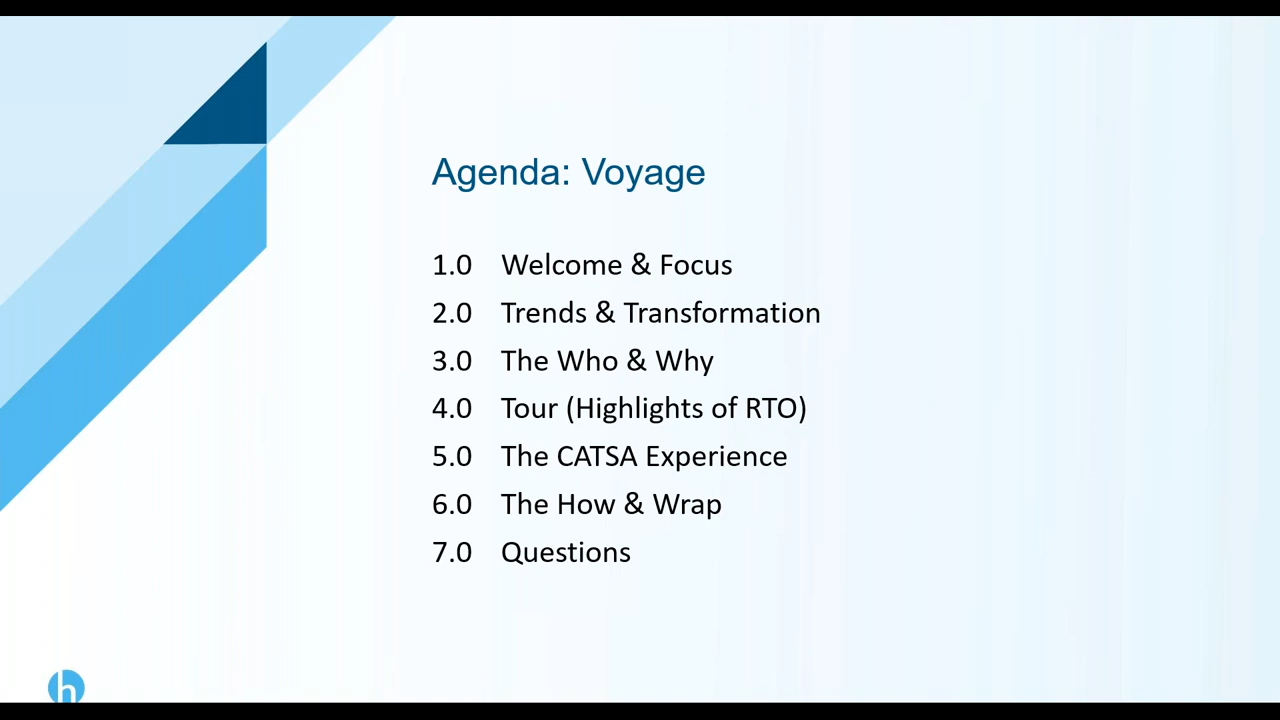 Agenda: Voyage
1.0 Welcome & Focus
2.0 Trends & Transformation
3.0 The Who & Why
4.0 Tour (Highlights of RTO)
5.0 The CATSA Experience
6.0 The How & Wrap
7.0 Questions
h